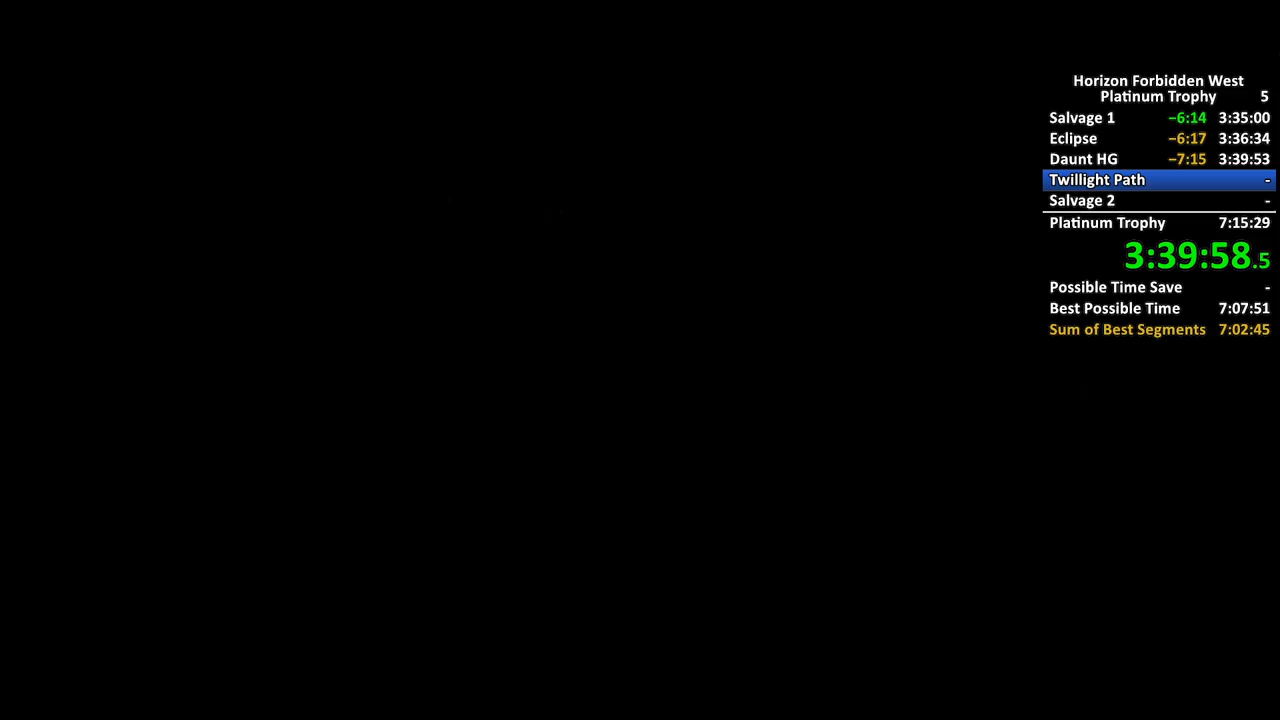 Horizon Forbidden West
Platinum Trophy 5
Salvage 1 −6:14 3:35:00
Eclipse −6:17 3:36:34
Daunt HG −7:15 3:39:53
Twillight Path -
Salvage 2 -
Platinum Trophy 7:15:29
3:39:58.5
Possible Time Save -
Best Possible Time 7:07:51
Sum of Best Segments 7:02:45